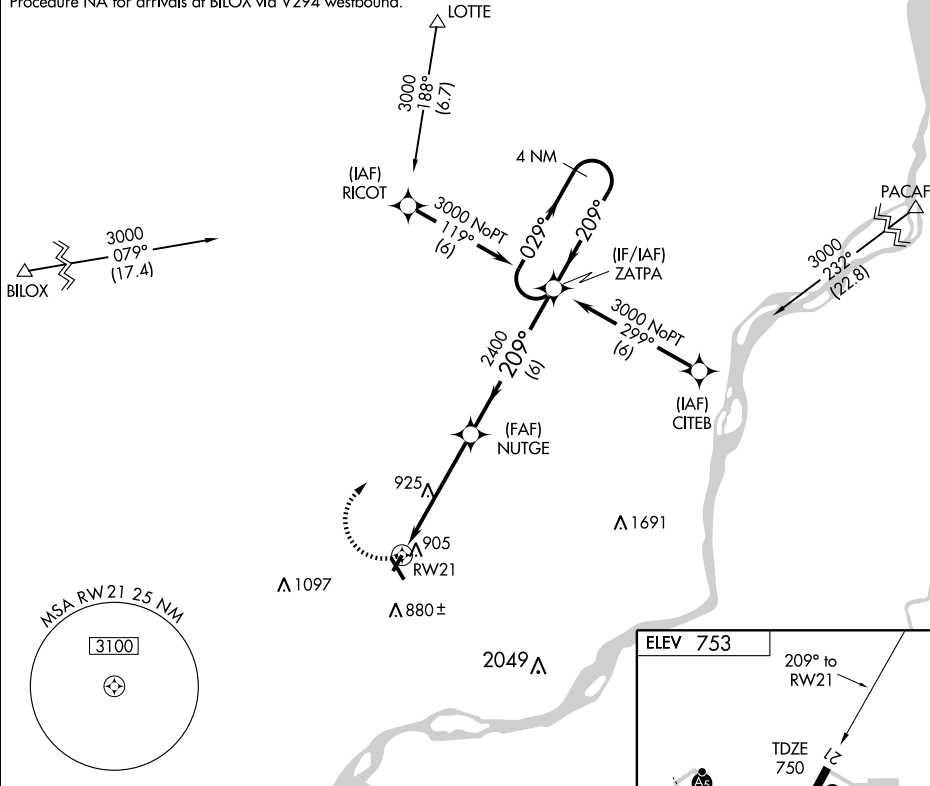 Procedure NA for arrivals at BILOX via V294 westbound.
LOTTE
3000
188°
(6.7)
4 NM
(IAF)
RICOT
3000 NoPT
119°
(6)
029°
209°
PACAF
3000
232°
(22.8)
3000
079°
(17.4)
BILOX
(IF/IAF)
ZATPA
3000 NoPT
299°
(6)
2400
209°
(6)
(IAF)
CITEB
(FAF)
NUTGE
925
1691
905
RW21
1097
880±
MSA RW21 25 NM
3100
2049
ELEV 753
209° to
RW21
21
TDZE
750
A5